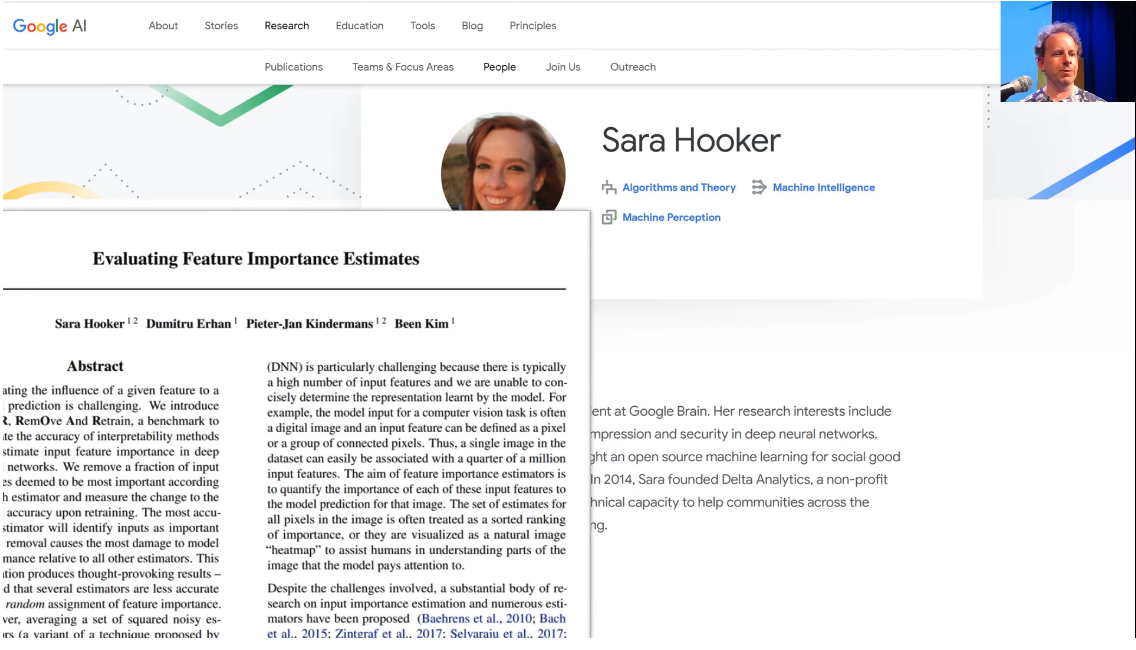 Google AI
About Stories Research Education Tools Blog Principles
Publications Teams & Focus Areas People Join Us Outreach
Sara Hooker
Algorithms and Theory Machine Intelligence
Machine Perception
Evaluating Feature Importance Estimates
Sara Hooker 1 2 Dumitru Erhan 1 Pieter-Jan Kindermans 1 2 Been Kim 1
Abstract
ating the influence of a given feature to a
prediction is challenging. We introduce
R, RemOve And Retrain, a benchmark to
te the accuracy of interpretability methods
stimate input feature importance in deep
networks. We remove a fraction of input
es deemed to be most important according
h estimator and measure the change to the
accuracy upon retraining. The most accu-
stimator will identify inputs as important
removal causes the most damage to model
mance relative to all other estimators. This
tion produces thought-provoking results –
d that several estimators are less accurate
random assignment of feature importance.
ver, averaging a set of squared noisy es-
rs (a variant of a technique proposed by
(DNN) is particularly challenging because there is typically
a high number of input features and we are unable to con-
cisely determine the representation learnt by the model. For
example, the model input for a computer vision task is often
a digital image and an input feature can be defined as a pixel
or a group of connected pixels. Thus, a single image in the
dataset can easily be associated with a quarter of a million
input features. The aim of feature importance estimators is
to quantify the importance of each of these input features to
the model prediction for that image. The set of estimates for
all pixels in the image is often treated as a sorted ranking
of importance, or they are visualized as a natural image
“heatmap” to assist humans in understanding parts of the
image that the model pays attention to.
Despite the challenges involved, a substantial body of re-
search on input importance estimation and numerous esti-
mators have been proposed (Baehrens et al., 2010; Bach
et al., 2015; Zintgraf et al., 2017; Selvaraju et al., 2017;
ent at Google Brain. Her research interests include
mpression and security in deep neural networks.
ght an open source machine learning for social good
In 2014, Sara founded Delta Analytics, a non-profit
hnical capacity to help communities across the
ng.